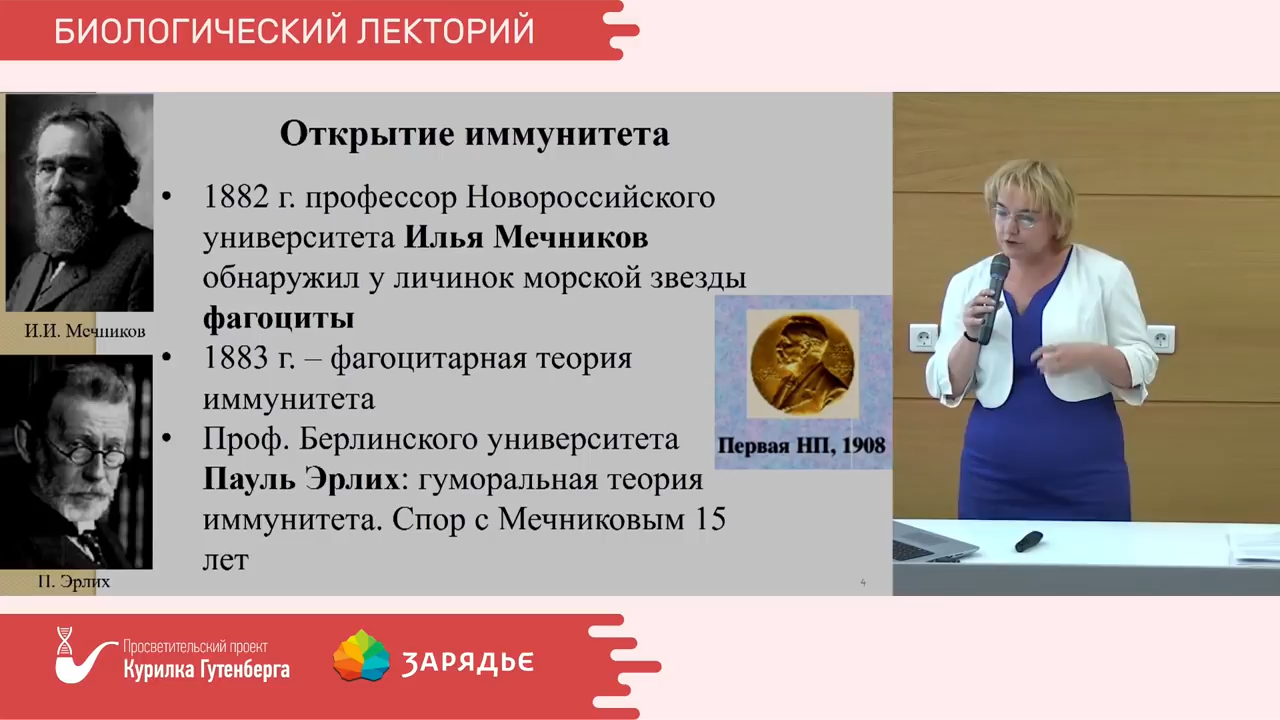 БИОЛОГИЧЕСКИЙ ЛЕКТОРИЙ
Открытие иммунитета
• 1882 г. профессор Новороссийского
университета Илья Мечников
обнаружил у личинок морской звезды
фагоциты
• 1883 г. – фагоцитарная теория
иммунитета
• Проф. Берлинского университета
Пауль Эрлих: гуморальная теория
иммунитета. Спор с Мечниковым 15
лет
И.И. Мечников
П. Эрлих
Первая НП, 1908
4
Просветительский проект
Курилка Гутенберга
ЗАРЯДЬЕ